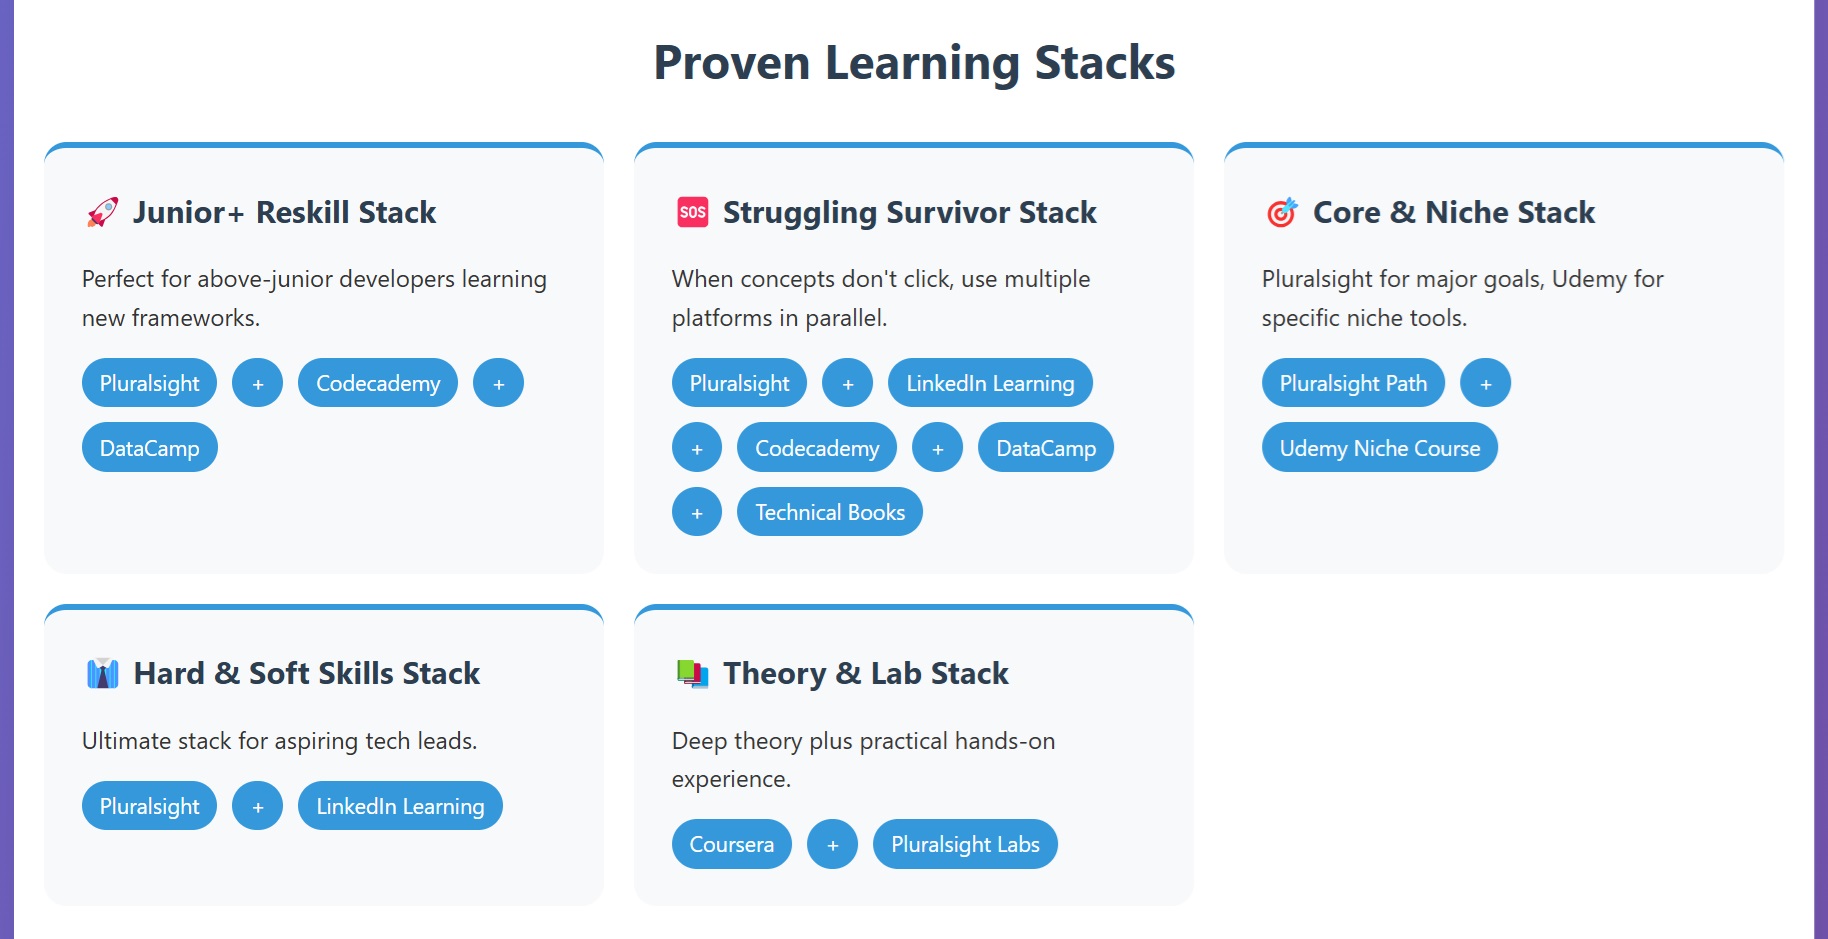 Proven Learning Stacks
🚀 Junior+ Reskill Stack
Perfect for above-junior developers learning
new frameworks.
Pluralsight + Codecademy +
DataCamp
🆘 Struggling Survivor Stack
When concepts don't click, use multiple
platforms in parallel.
Pluralsight + LinkedIn Learning
+ Codecademy + DataCamp
+ Technical Books
🎯 Core & Niche Stack
Pluralsight for major goals, Udemy for
specific niche tools.
Pluralsight Path +
Udemy Niche Course
👔 Hard & Soft Skills Stack
Ultimate stack for aspiring tech leads.
Pluralsight + LinkedIn Learning
📚 Theory & Lab Stack
Deep theory plus practical hands-on
experience.
Coursera + Pluralsight Labs